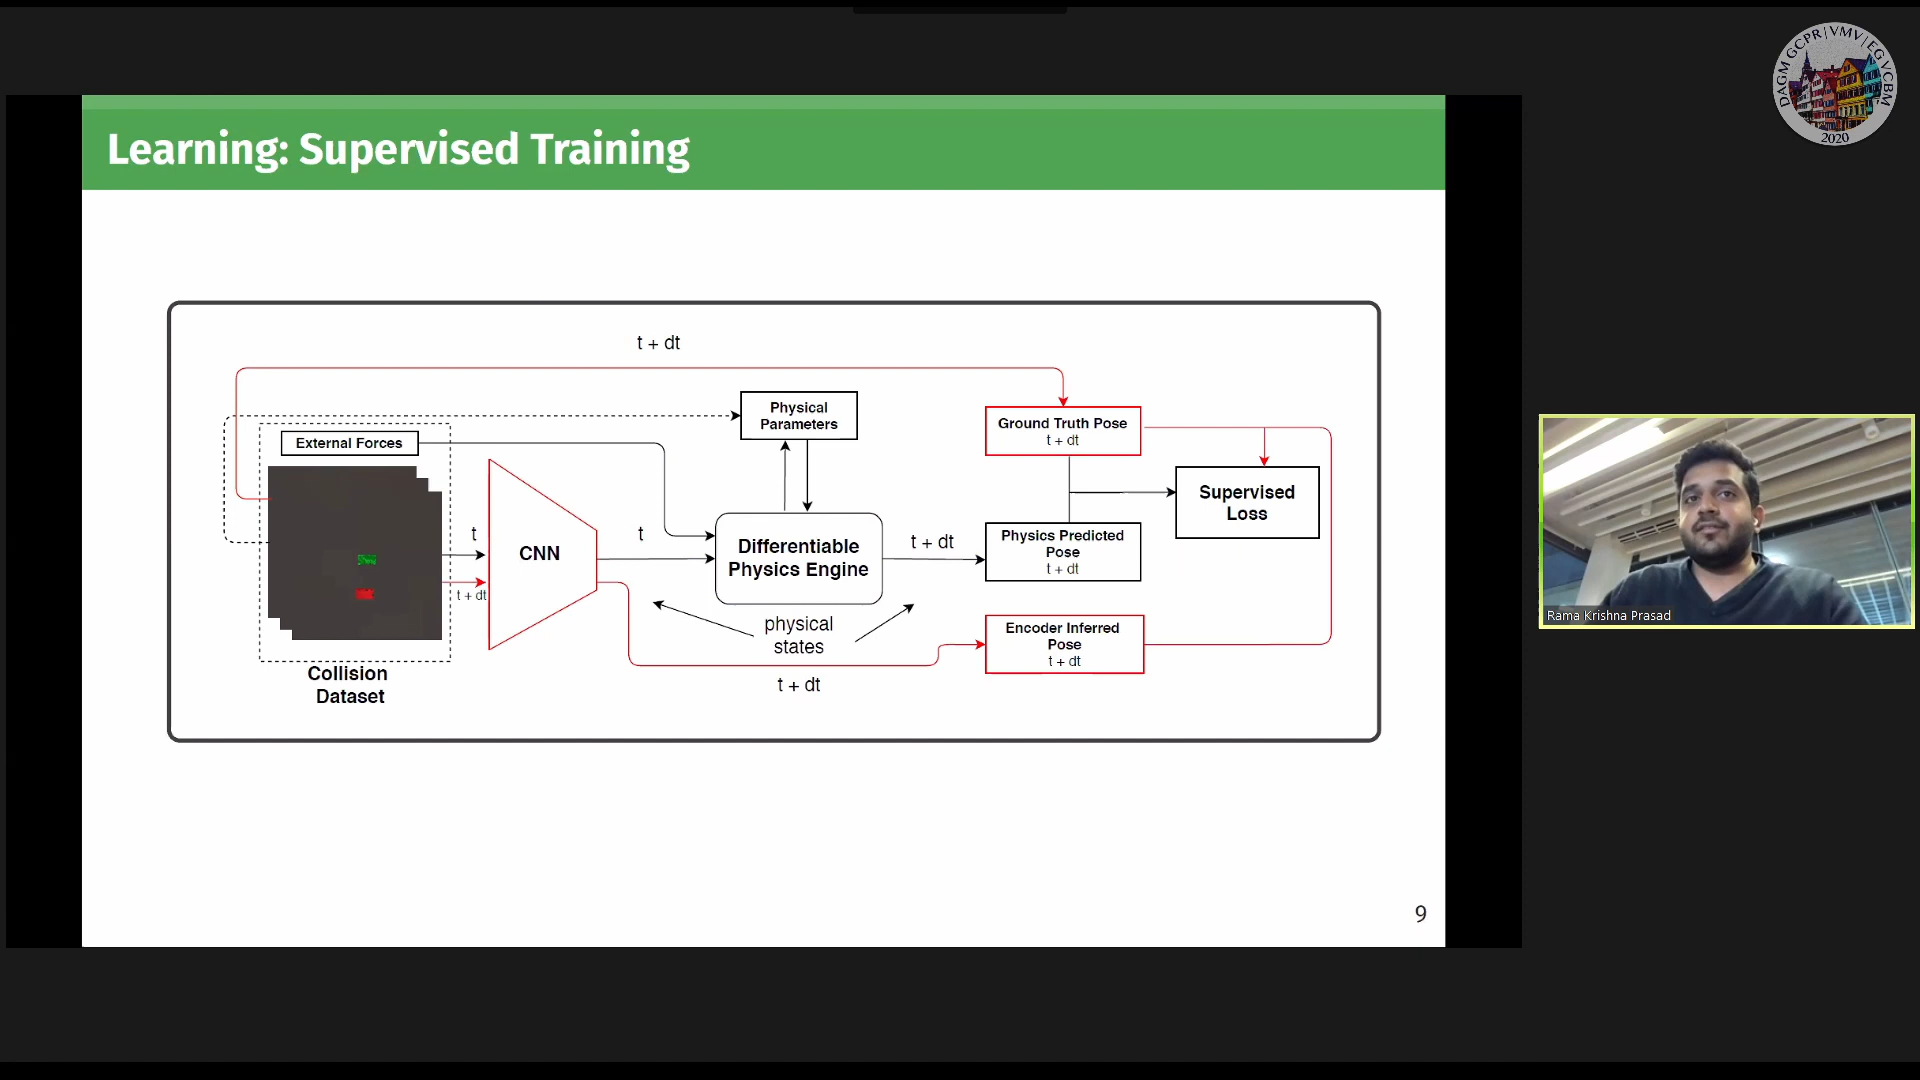 DAGM GCPR|VMV|EG VCBM
2020
Learning: Supervised Training
t + dt
Physical
Parameters
External Forces
Ground Truth Pose
t + dt
Supervised
Loss
t
t + dt
CNN
t
Differentiable
Physics Engine
t + dt
Physics Predicted
Pose
t + dt
physical
states
Encoder Inferred
Pose
t + dt
t + dt
Collision
Dataset
9
Rama Krishna Prasad